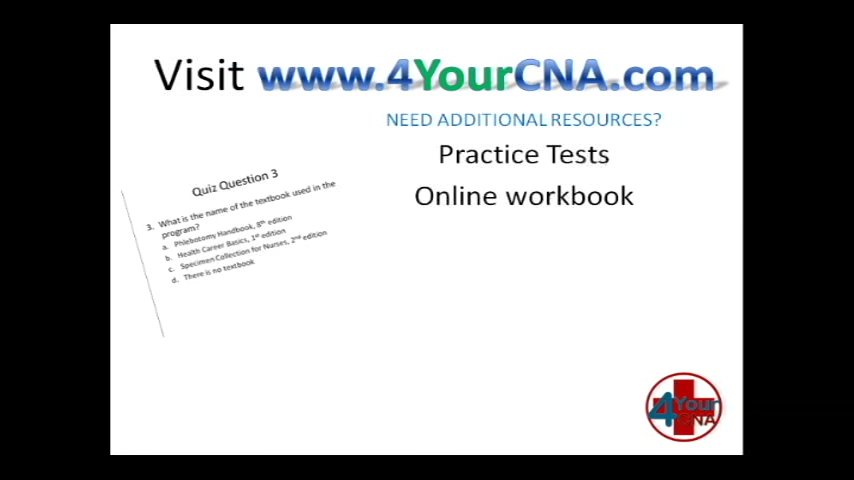 Visit www.4YourCNA.com
NEED ADDITIONAL RESOURCES?
Practice Tests
Online workbook
Quiz Question 3
3. What is the name of the textbook used in the
program?
a. Phlebotomy Handbook, 8th edition
b. Health Career Basics, 1st edition
c. Specimen Collection for Nurses, 2nd edition
d. There is no textbook
4Your
CNA